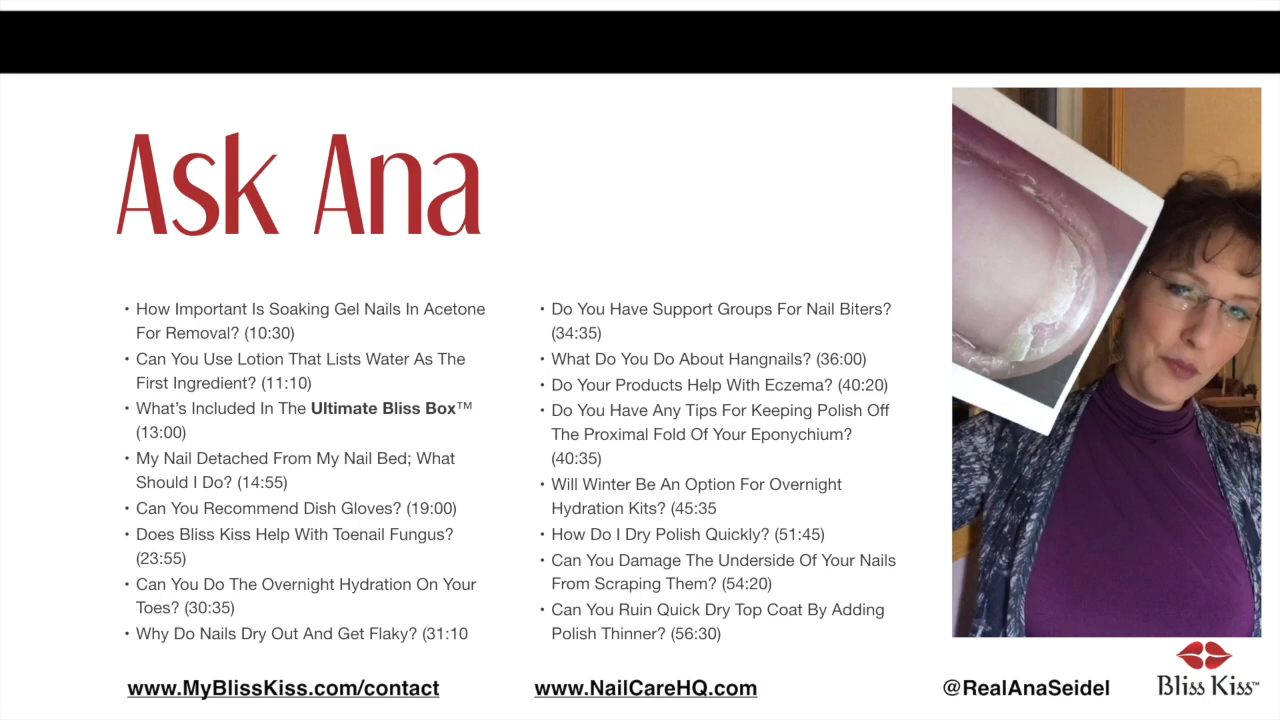 Ask Ana
• How Important Is Soaking Gel Nails In Acetone
For Removal? (10:30)
• Can You Use Lotion That Lists Water As The
First Ingredient? (11:10)
• What’s Included In The Ultimate Bliss Box™
(13:00)
• My Nail Detached From My Nail Bed; What
Should I Do? (14:55)
• Can You Recommend Dish Gloves? (19:00)
• Does Bliss Kiss Help With Toenail Fungus?
(23:55)
• Can You Do The Overnight Hydration On Your
Toes? (30:35)
• Why Do Nails Dry Out And Get Flaky? (31:10
• Do You Have Support Groups For Nail Biters?
(34:35)
• What Do You Do About Hangnails? (36:00)
• Do Your Products Help With Eczema? (40:20)
• Do You Have Any Tips For Keeping Polish Off
The Proximal Fold Of Your Eponychium?
(40:35)
• Will Winter Be An Option For Overnight
Hydration Kits? (45:35
• How Do I Dry Polish Quickly? (51:45)
• Can You Damage The Underside Of Your Nails
From Scraping Them? (54:20)
• Can You Ruin Quick Dry Top Coat By Adding
Polish Thinner? (56:30)
www.MyBlissKiss.com/contact
www.NailCareHQ.com
@RealAnaSeidel
Bliss Kiss™